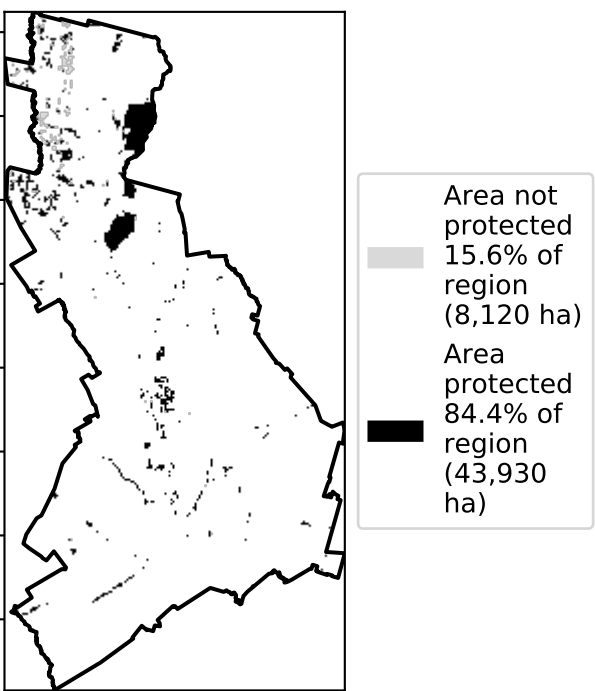 Area not
protected
15.6% of
region
(8,120 ha)
Area
protected
84.4% of
region
(43,930
ha)